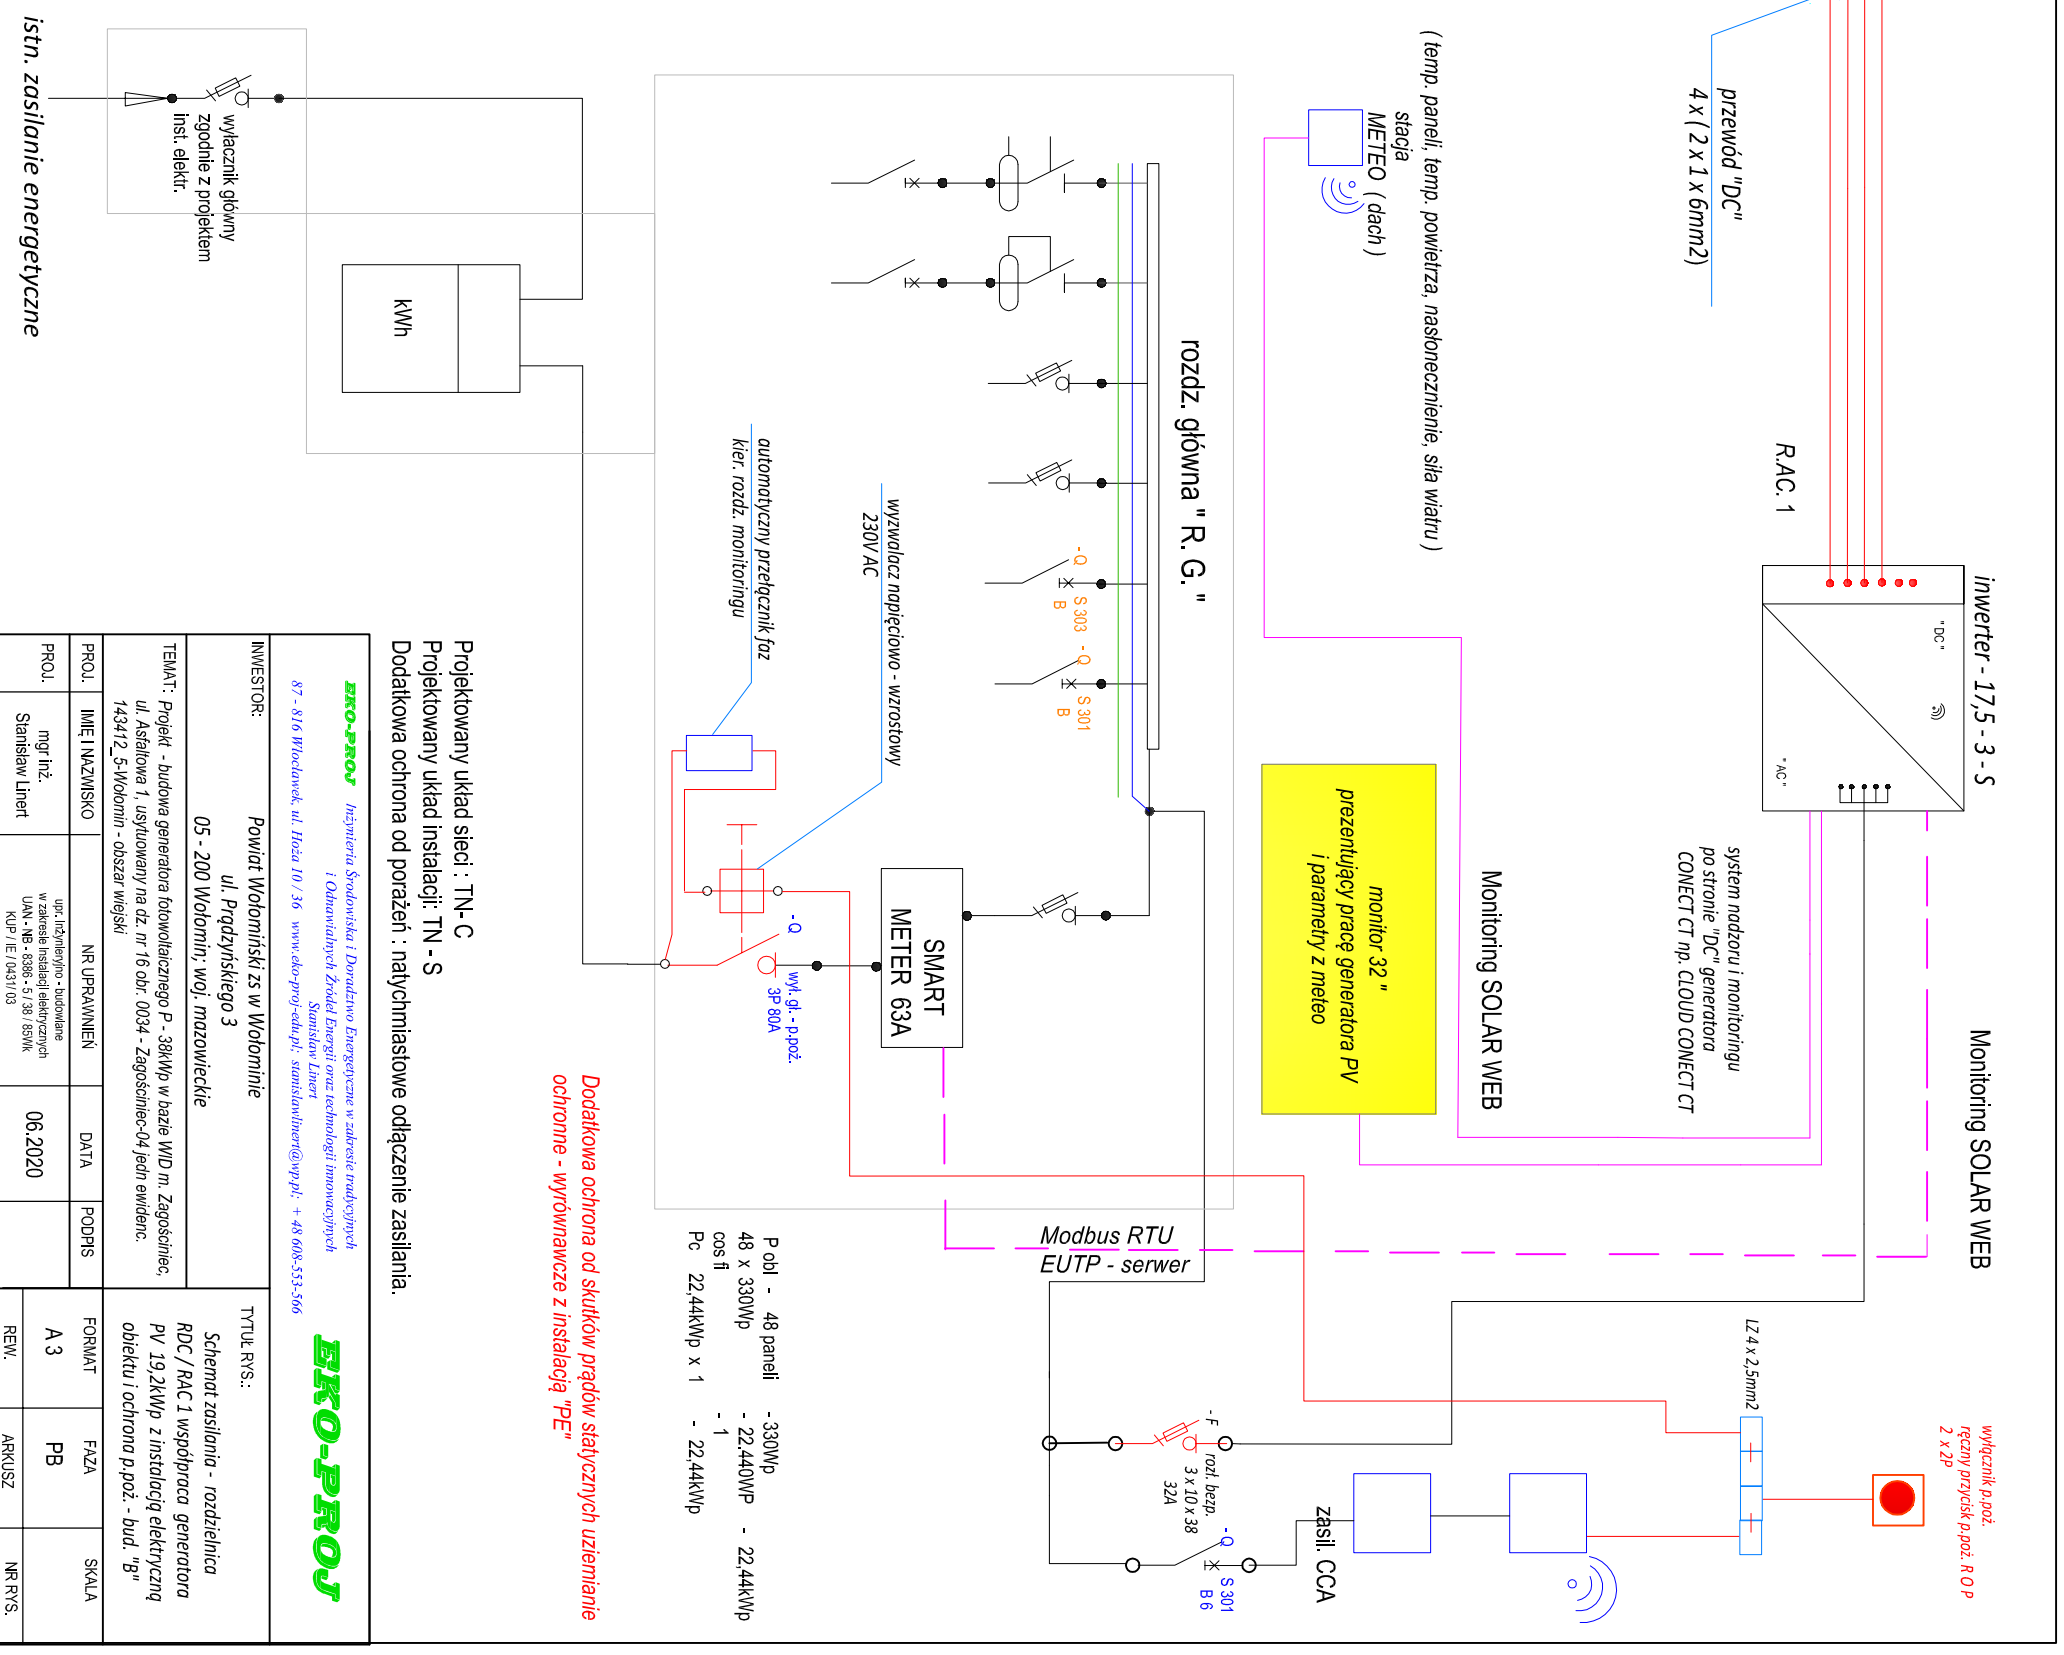 przewód "DC"
4 x ( 2 x 1 x 6mm2)
R.AC. 1
inwerter - 17,5 - 3 - S
" DC "
" AC "
Monitoring SOLAR WEB
system nadzoru i monitoringu
po stronie "DC" generatora
CONECT CT np. CLOUD CONECT CT
( temp. paneli, temp. powietrza, nasłonecznienie, siła wiatru )
stacja
METEO ( dach )
Monitoring SOLAR WEB
monitor 32 "
prezentujący pracę generatora PV
i parametry z meteo
wyłącznik p.poż.
ręczny przycisk p.poż. R O P
2 x 2P
LZ 4 x 2,5mm2
zasil. CCA
- F
rozł. bezp.
3 x 10 x 38
32A
- Q
S 301
B 6
Modbus RTU
EUTP - serwer
rozdz. główna " R. G. "
- Q
S 303
B
- Q
S 301
B
SMART
METER 63A
wyzwalacz napięciowo - wzrostowy
230V AC
automatyczny przełącznik faz
kier. rozdz. monitoringu
- Q
wył. gł. - p.poż.
3P 80A
P obl - 48 paneli - 330Wp
48 x 330Wp - 22.440WP - 22,44kWp
cos fi - 1
Pc 22,44kWp x 1 - 22,44kWp
Dodatkowa ochrona od skutków prądów statycznych uziemianie
ochronne - wyrównawcze z instalacją "PE"
kWh
wyłacznik główny
zgodnie z projektem
inst. elektr.
istn. zasilanie energetyczne
Projektowany układ sieci : TN- C
Projektowany układ instalacji: TN - S
Dodatkowa ochrona od porażeń : natychmiastowe odłączenie zasilania.
EKO-PROJ Inżynieria Środowiska i Doradztwo Energetyczne w zakresie tradycyjnych
i Odnawialnych Źródeł Energii oraz technologii innowacyjnych
Stanisław Linert
87 - 816 Włocławek, ul. Hoża 10 / 36 www.eko-proj-edu.pl; stanislawlinert@wp.pl; + 48 608-553-566
EKO-PROJ
INWESTOR:
Powiat Wołomiński zs w Wołominie
ul. Prądzyńskiego 3
05 - 200 Wołomin; woj. mazowieckie
TEMAT: Projekt - budowa generatora fotowoltaicznego P - 38kWp w bazie WID m. Zagościniec,
ul. Asfaltowa 1, usytuowany na dz. nr 16 obr. 0034 - Zagościniec-04 jedn ewidenc.
143412_5-Wołomin - obszar wiejski
TYTUŁ RYS.:
Schemat zasilania - rozdzielnica
RDC / RAC 1 współpraca generatora
PV 19,2kWp z instalacją elektryczną
obiektu i ochrona p.poż. - bud. "B"
PROJ. IMIĘ I NAZWISKO NR UPRAWNIEŃ DATA PODPIS
FORMAT FAZA SKALA
PROJ.
mgr inż.
Stanisław Linert
upr. inżynieryjno - budowlane
w zakresie instalacji elektrycznych
UAN - NB - 8386 - 5 / 38 / 85Wk
KUP / IE / 0431/ 03
06.2020
A 3 PB
REW. ARKUSZ NR RYS.